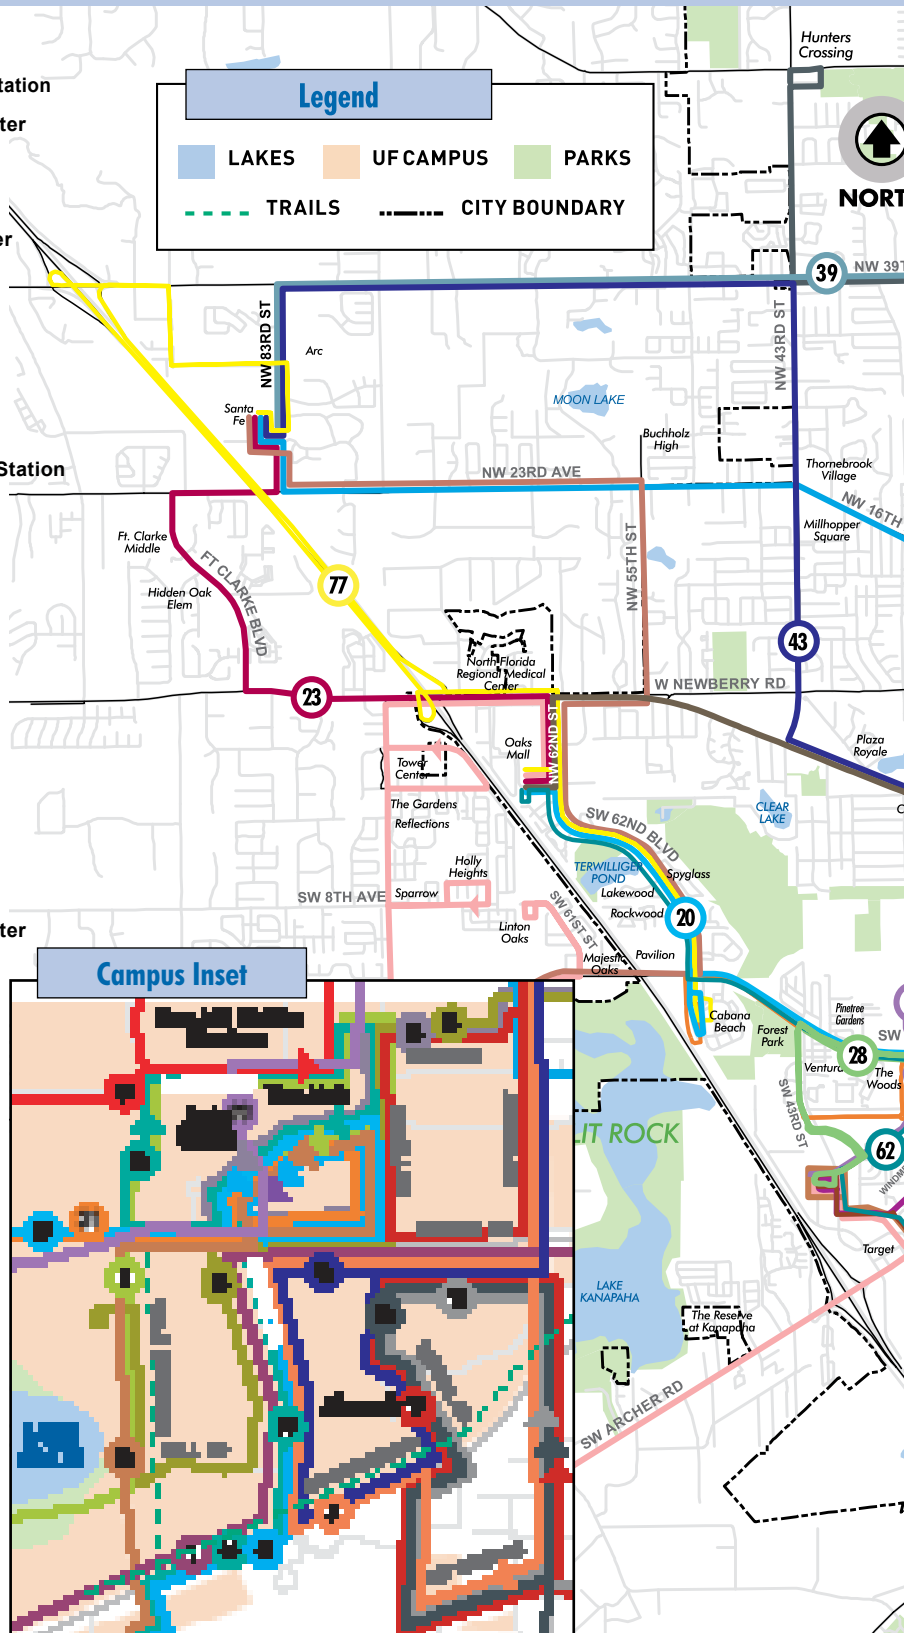 Hunters
Crossing
tation
ter
er
Station
ter
Legend
LAKES
UF CAMPUS
PARKS
TRAILS
CITY BOUNDARY
NORT
39
NW 39T
NW 83RD ST
NW 43RD ST
Arc
MOON LAKE
Santa
Fe
Buchholz
High
NW 23RD AVE
Thornebrook
Village
NW 16TH
Millhopper
Square
Ft. Clarke
Middle
FT CLARKE BLVD
Hidden Oak
Elem
77
NW 55TH ST
43
North Florida
Regional Medical
Center
W NEWBERRY RD
23
NW 62ND ST
Oaks
Mall
Plaza
Royale
Tower
Center
The Gardens
Reflections
CLEAR
LAKE
C
SW 62ND BLVD
TERWILLIGER
POND
Spyglass
Holly
Heights
Lakewood
SW 8TH AVE
Sparrow
Rockwood
20
SW 61ST ST
Linton
Oaks
Majestic
Oaks
Pavilion
Campus Inset
Cabana
Beach
Forest
Park
Pinetree
Gardens
SW
28
Ventura
The
Woods
SW 43RD ST
LIT ROCK
62
WINDME
Target
LAKE
KANAPAHA
The Reserve
at Kanapaha
SW ARCHER RD